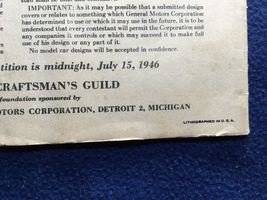 IMPORTANT: As it may be possible that a submitted design
covers or relates to something which General Motors Corporation
has determined to use or which it may use in the future, it is to be
understood that every contestant will permit the Corporation and
any companies it controls or which may succeed it to make full
use of his design or any part of it.
No model car designs will be accepted in confidence.
tition is midnight, July 15, 1946
CRAFTSMAN'S GUILD
foundation sponsored by
OTORS CORPORATION, DETROIT 2, MICHIGAN
LITHOGRAPHED IN U.S.A.